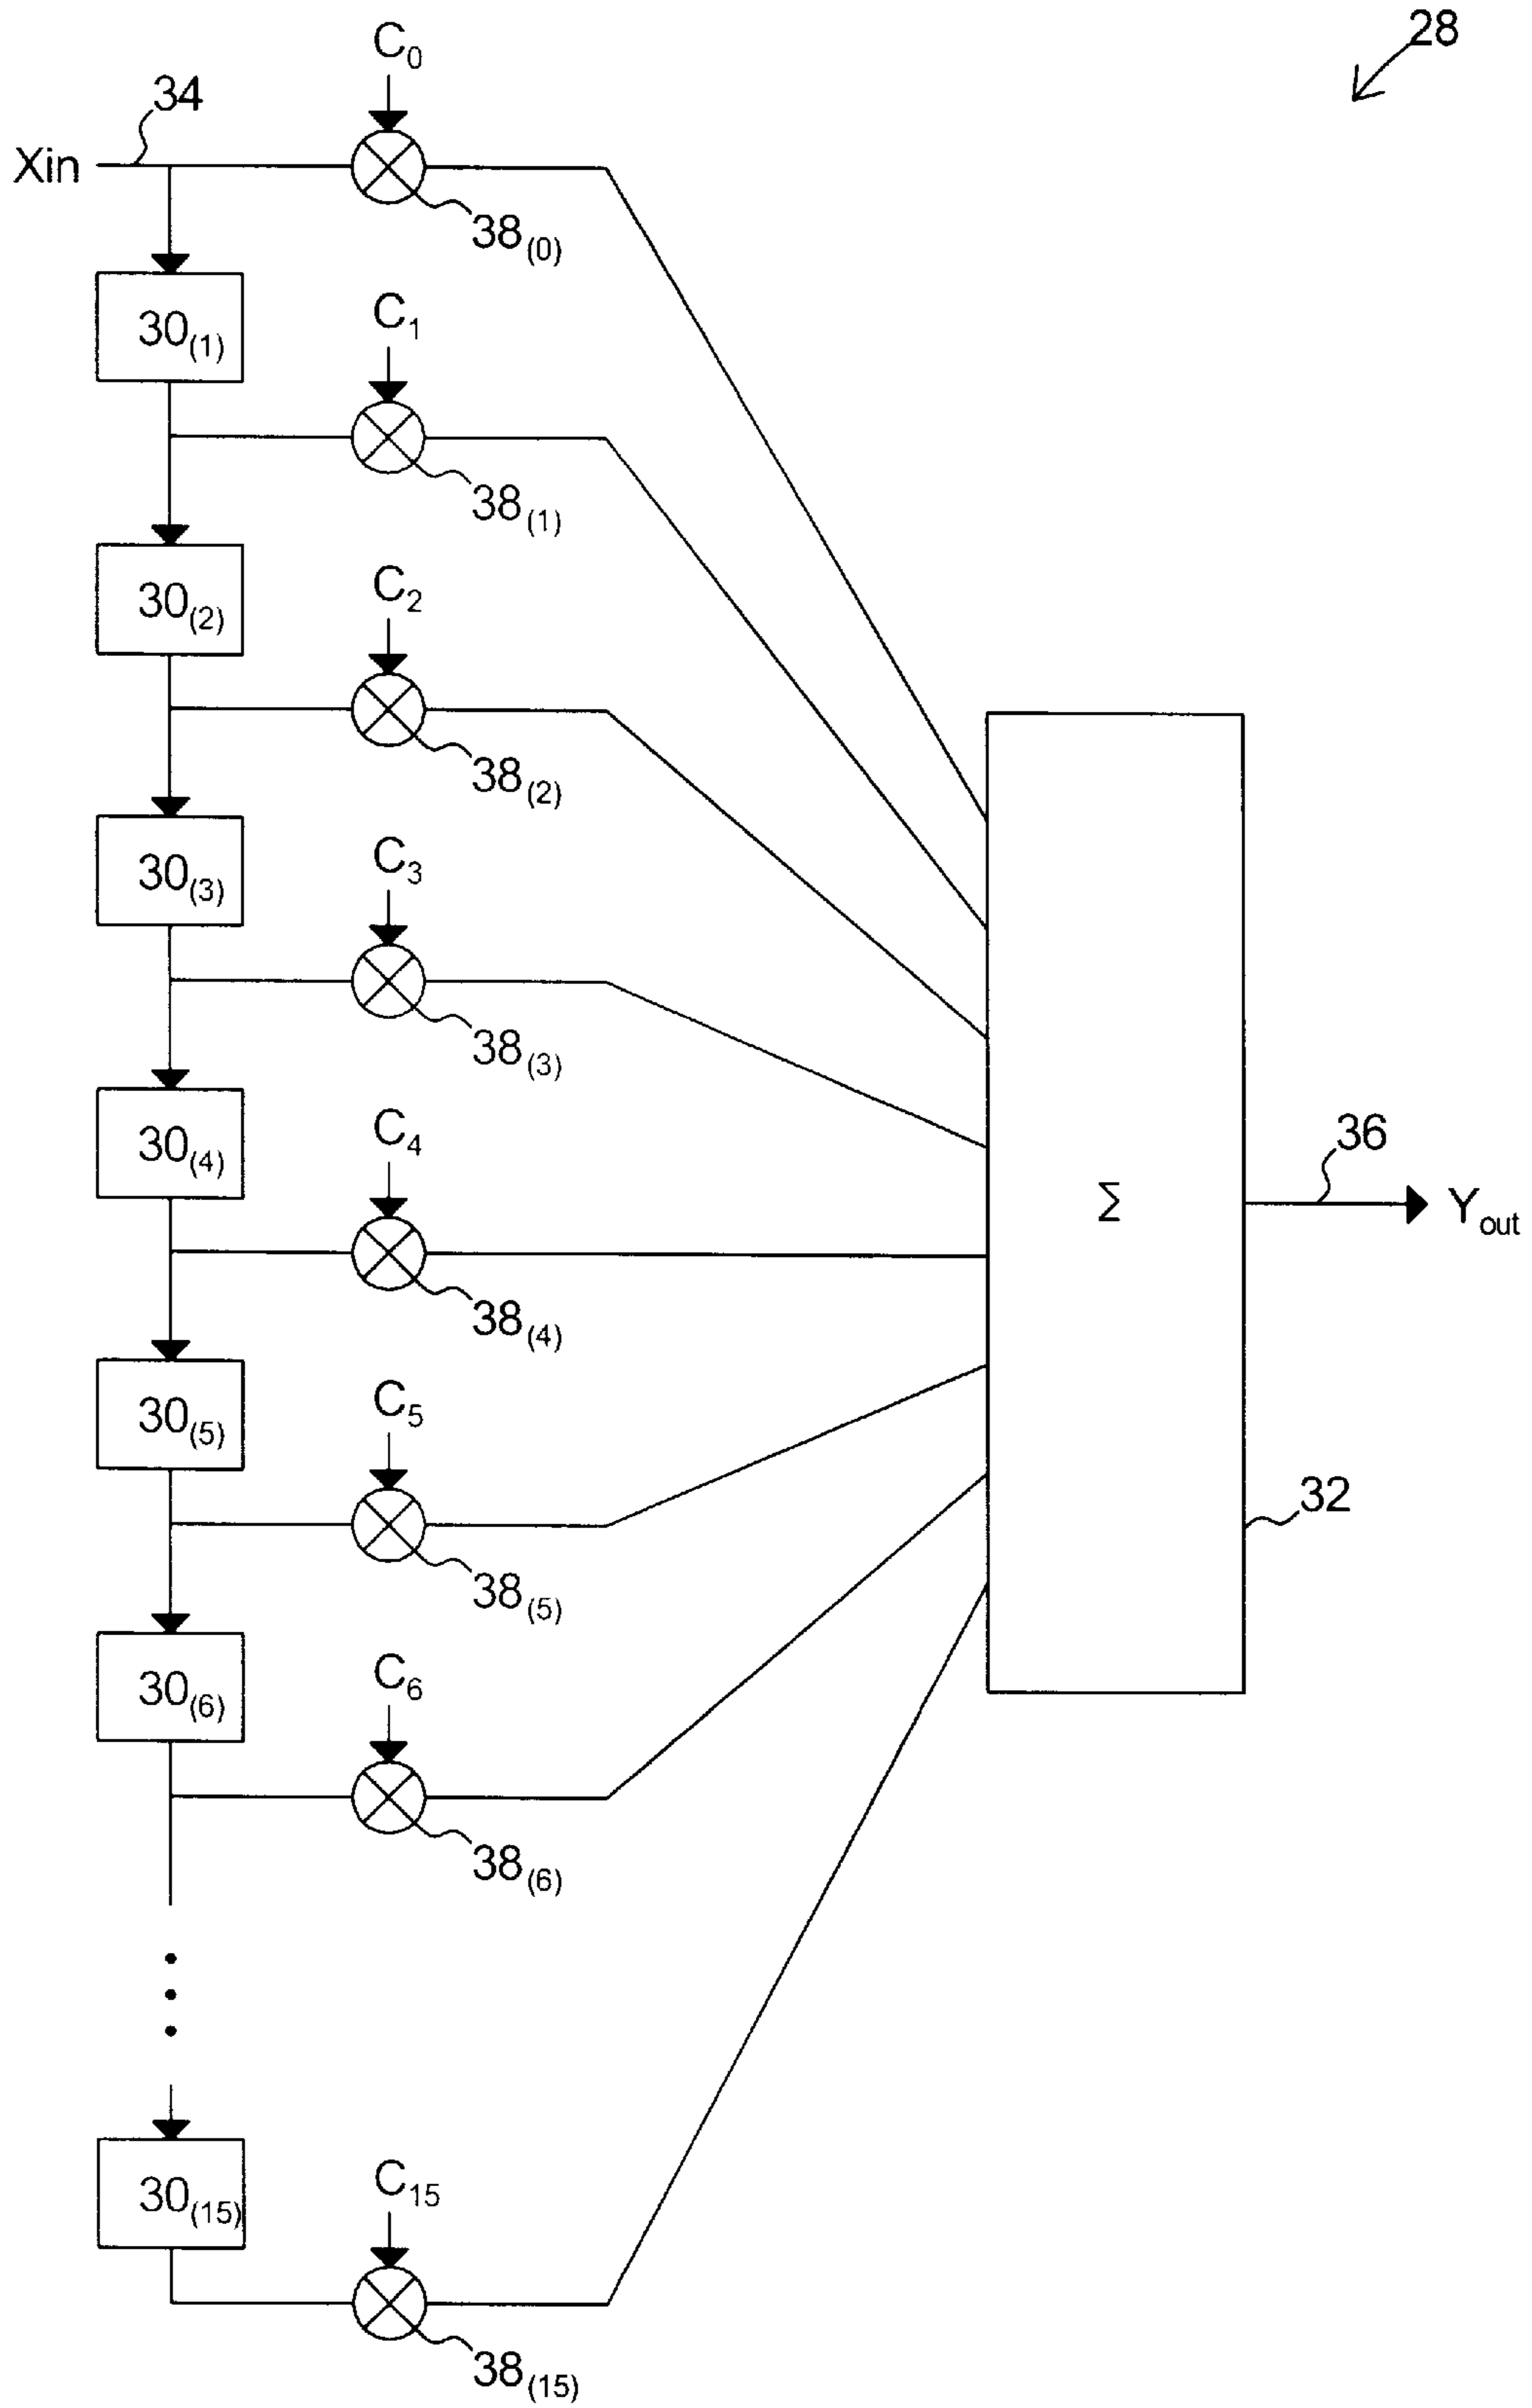 28
C0
34
Xin
38(0)
30(1)
C1
38(1)
30(2)
C2
38(2)
30(3)
C3
38(3)
30(4)
C4
36
Σ
Yout
38(4)
30(5)
C5
32
38(5)
30(6)
C6
38(6)
30(15)
C15
38(15)